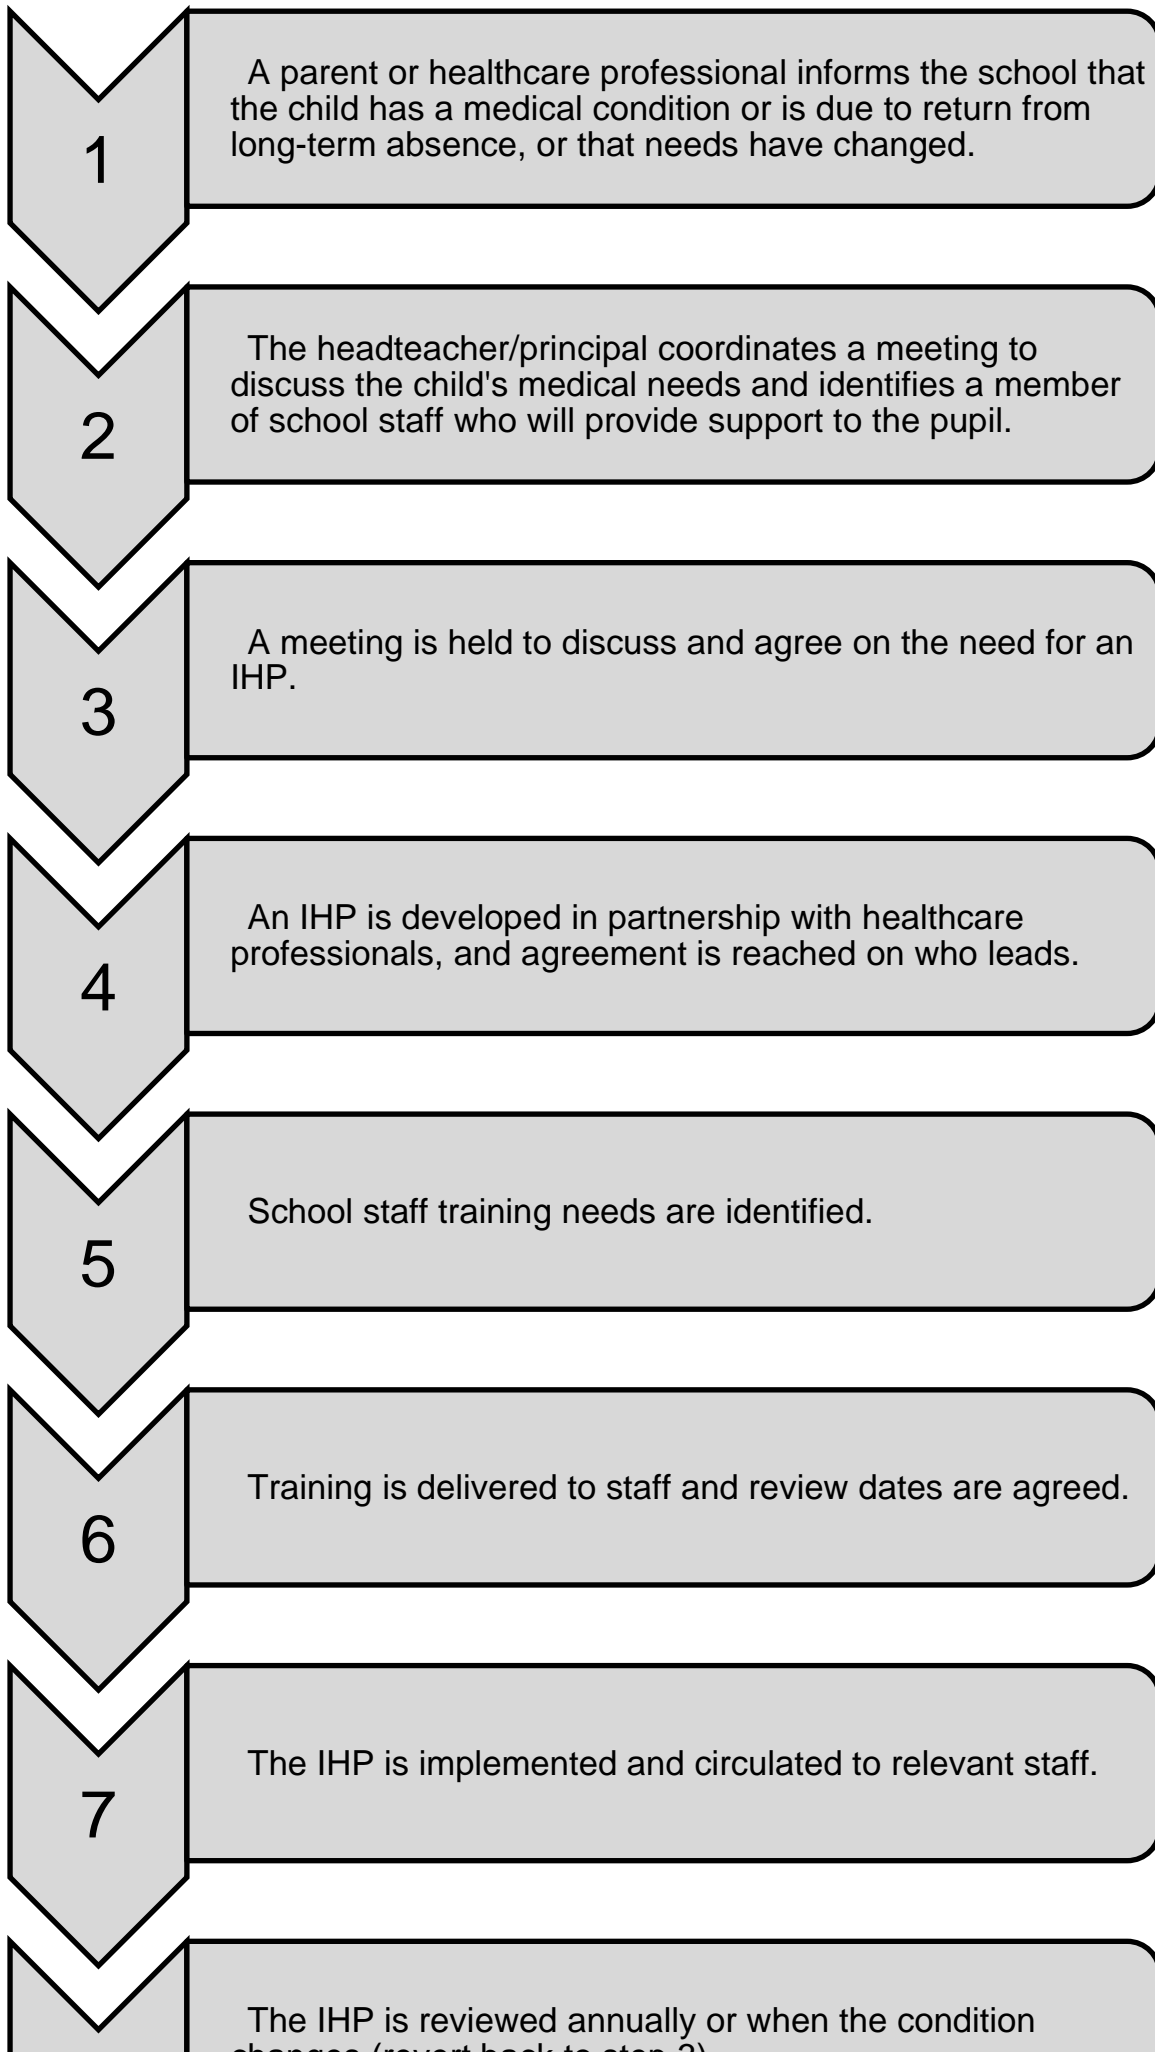 1
A parent or healthcare professional informs the school that
the child has a medical condition or is due to return from
long-term absence, or that needs have changed.
2
The headteacher/principal coordinates a meeting to
discuss the child's medical needs and identifies a member
of school staff who will provide support to the pupil.
3
A meeting is held to discuss and agree on the need for an
IHP.
4
An IHP is developed in partnership with healthcare
professionals, and agreement is reached on who leads.
5
School staff training needs are identified.
6
Training is delivered to staff and review dates are agreed.
7
The IHP is implemented and circulated to relevant staff.
The IHP is reviewed annually or when the condition
changes (revert back to step